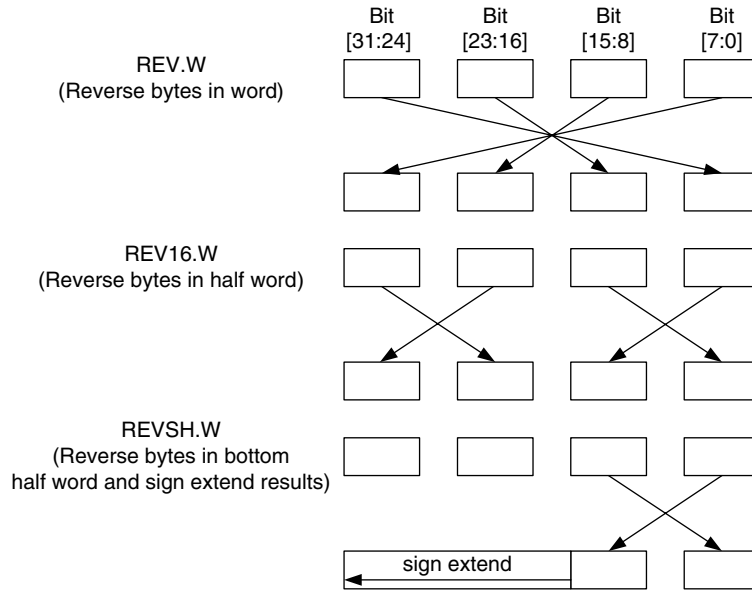 Bit Bit Bit Bit
[31:24] [23:16] [15:8] [7:0]
REV.W
(Reverse bytes in word)
REV16.W
(Reverse bytes in half word)
REVSH.W
(Reverse bytes in bottom
half word and sign extend results)
sign extend